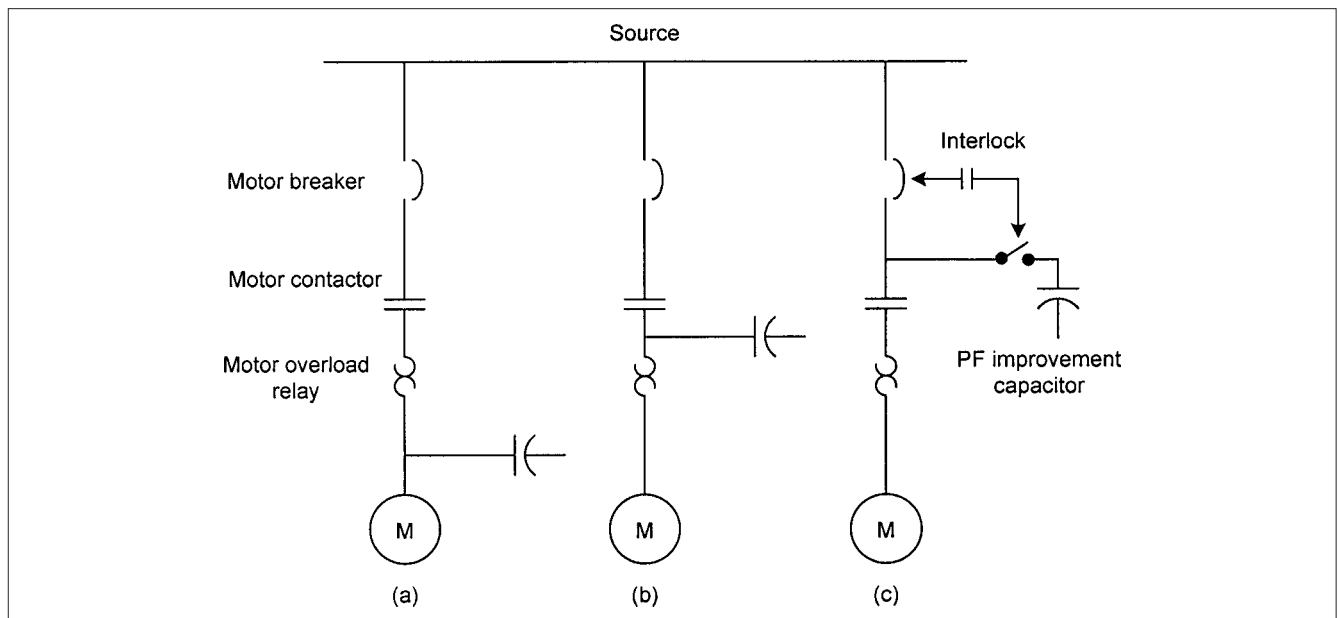 Source
Interlock
Motor breaker
Motor contactor
Motor overload
relay
PF improvement
capacitor
M
M
M
(a)
(b)
(c)